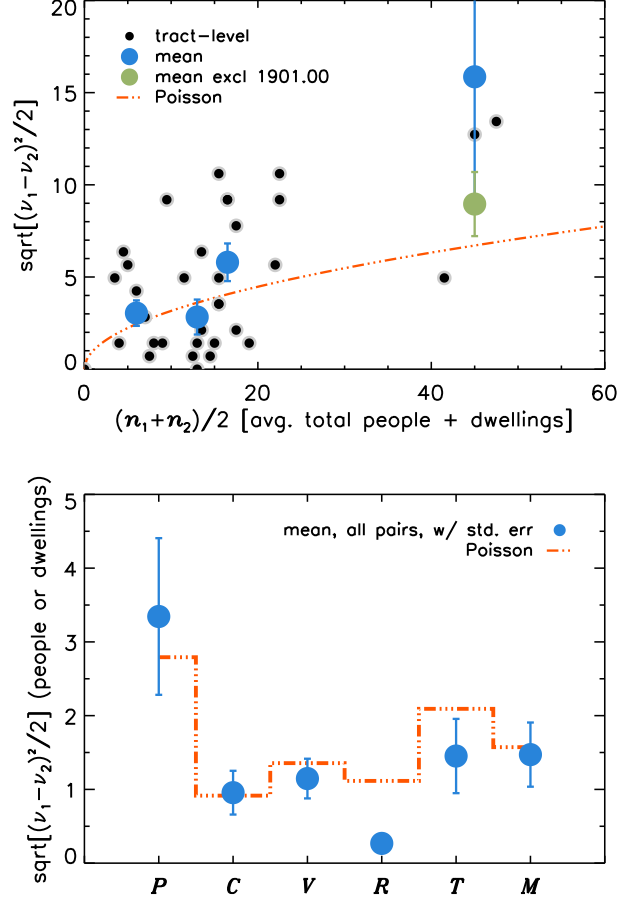 20
15
10
5
0
tract-level
mean
mean excl 1901.00
Poisson
sqrt[(ν₁-ν₂)²/2]
0 20 40 60
(n₁+n₂)/2 [avg. total people + dwellings]
5
4
3
2
1
0
mean, all pairs, w/ std. err
Poisson
sqrt[(ν₁-ν₂)²/2] (people or dwellings)
P C V R T M